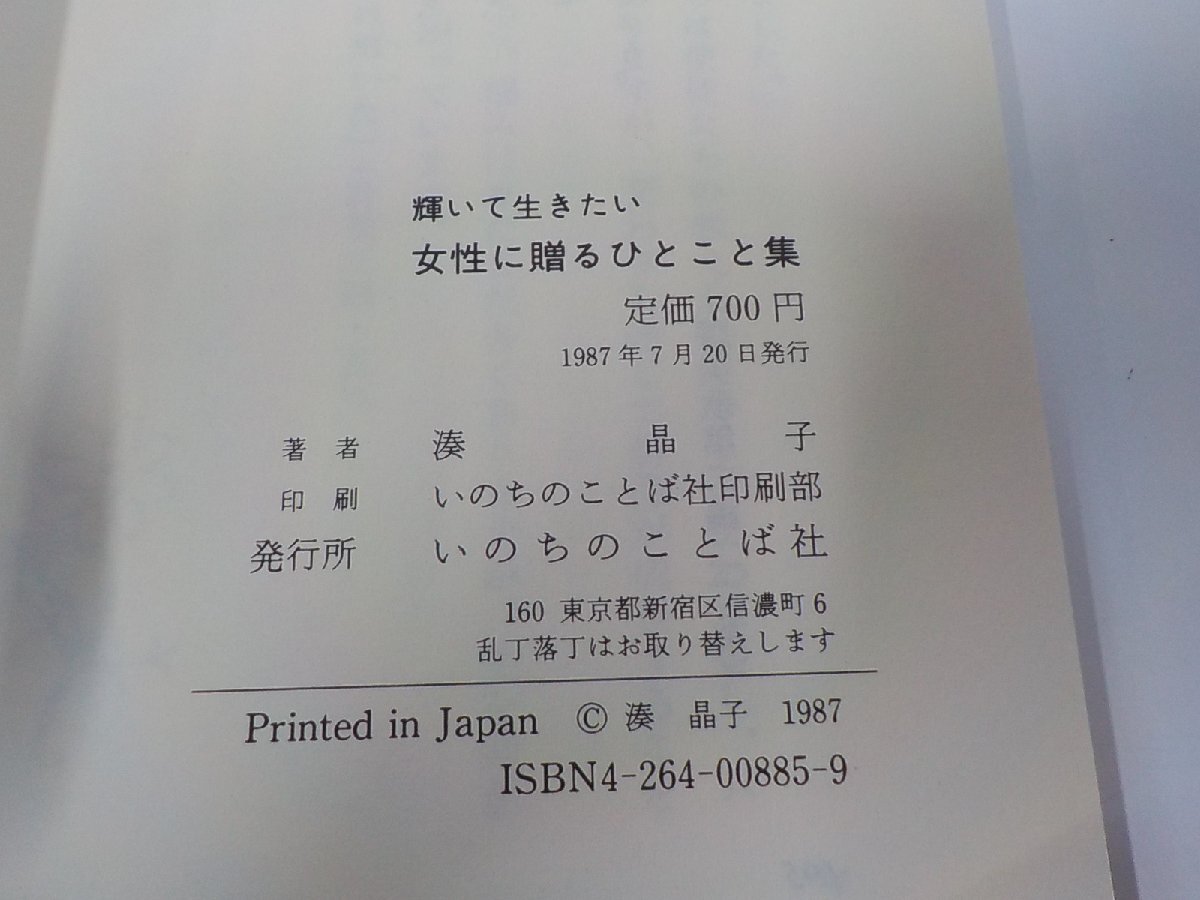 輝いて生きたい
女性に贈るひとこと集
定価 700 円
1987 年 7 月 20 日発行
著 者 湊 晶 子
印 刷 いのちのことば社印刷部
発行所 いのちのことば社
160 東京都新宿区信濃町 6
乱丁落丁はお取り替えします
Printed in Japan © 湊 晶子 1987
ISBN4-264-00885-9